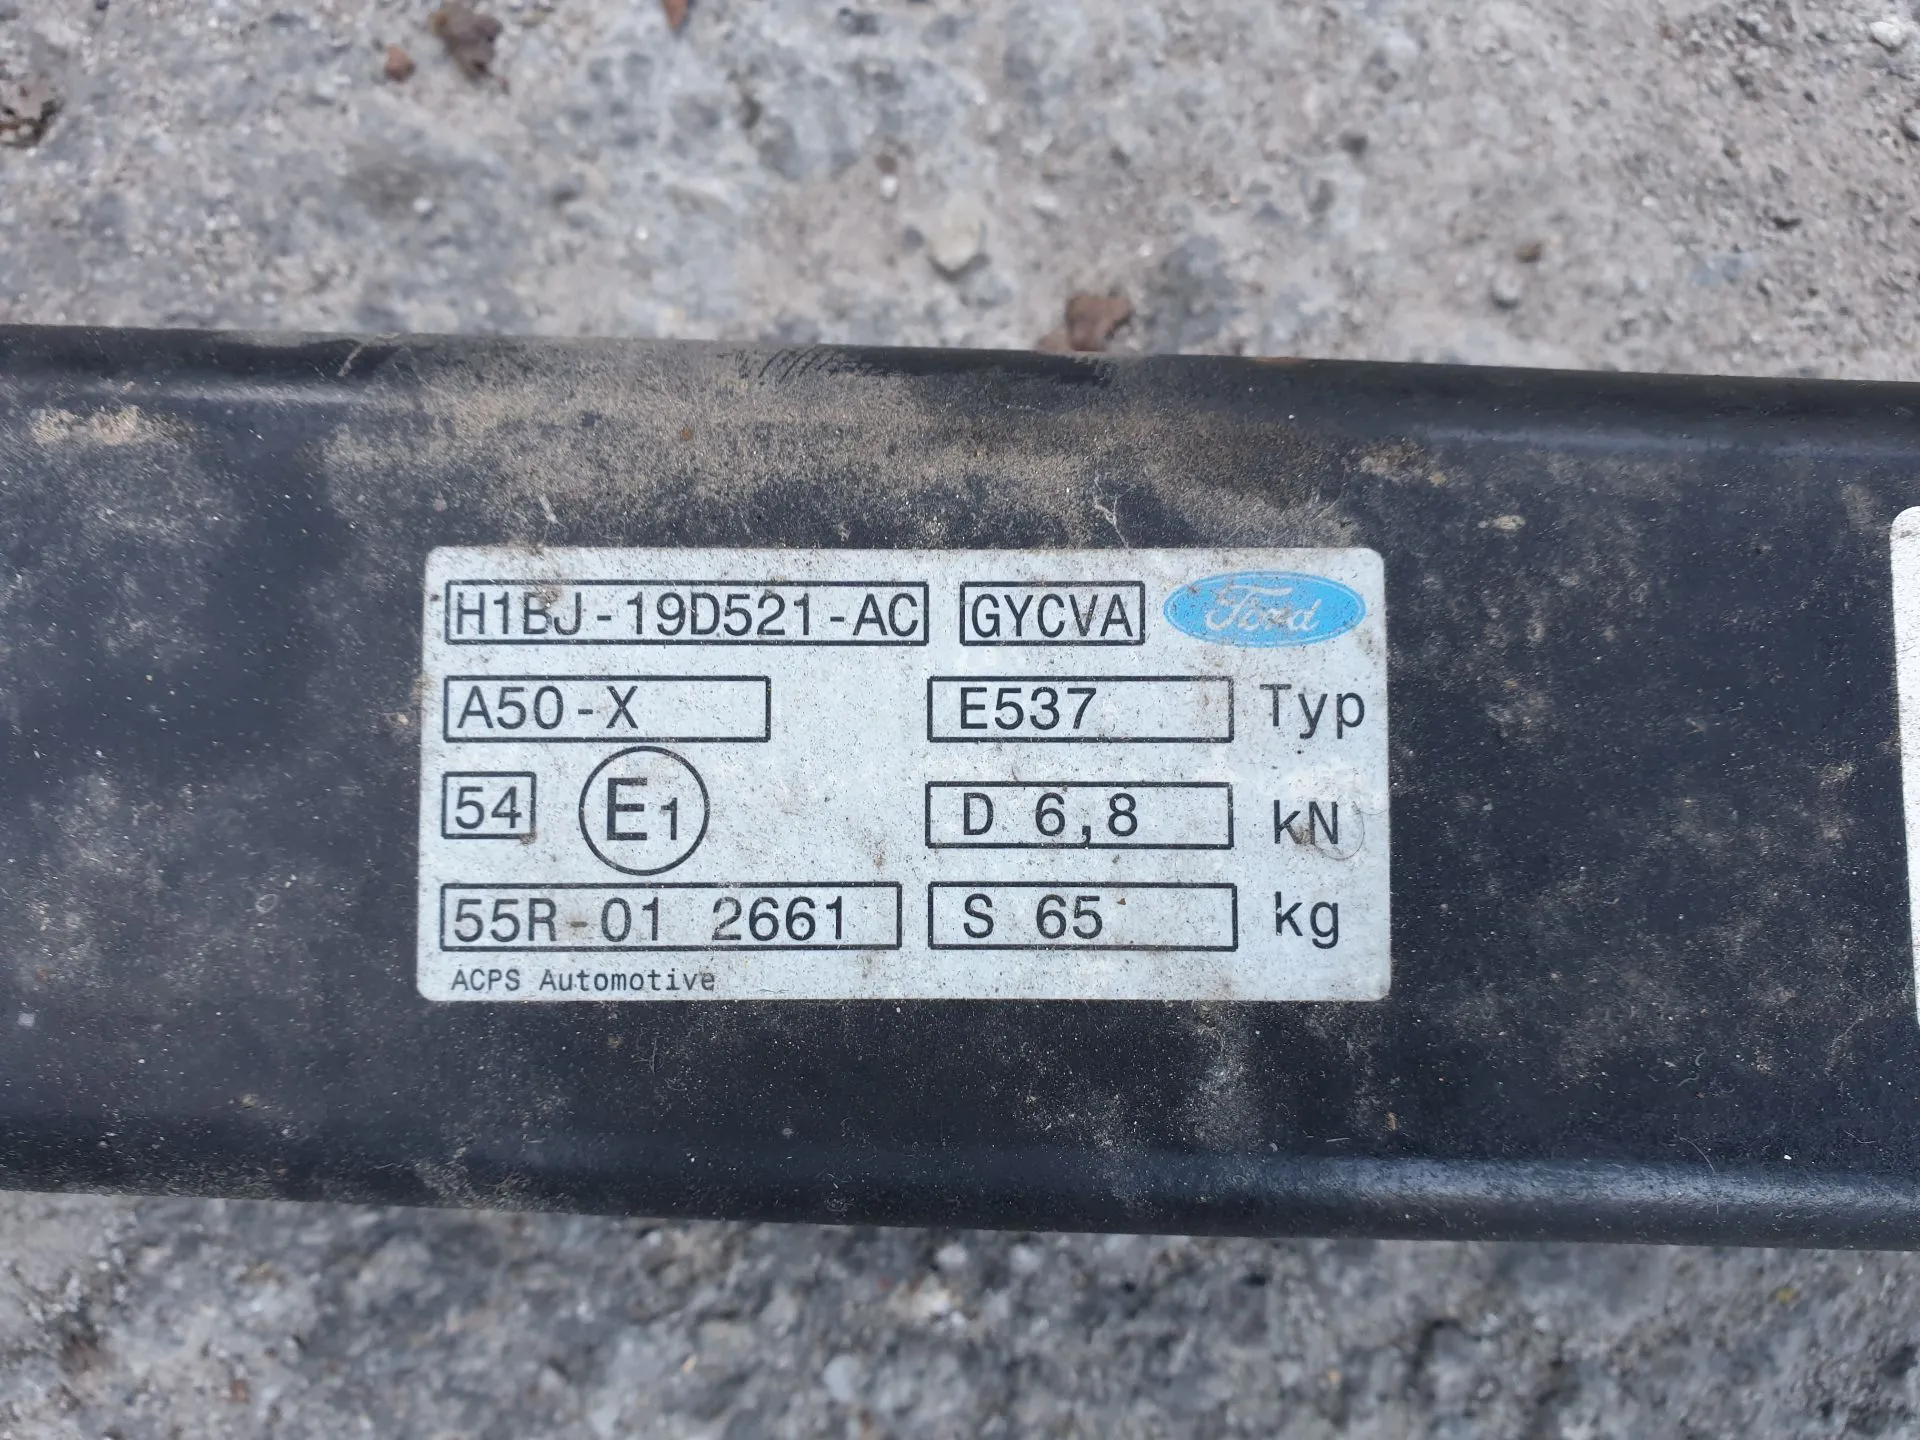 H1BJ-19D521-AC GYCVA Ford
A50-X E537 Typ
54 E1 D 6,8 kN
55R-01 2661 S 65 kg
ACPS Automotive